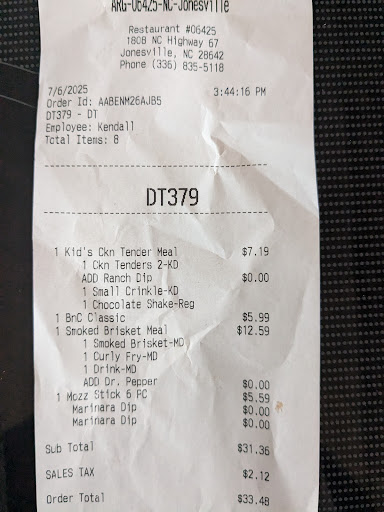 ARG-06425-NC-Jonesville
Restaurant #06425
1808 NC Highway 67
Jonesville, NC 28642
Phone (336) 835-5118
7/6/2025 3:44:16 PM
Order Id: AABENM26AJB5
DT379 - DT
Employee: Kendall
Total Items: 8
DT379
1 Kid's Ckn Tender Meal $7.19
1 Ckn Tenders 2-KD
ADD Ranch Dip $0.00
1 Small Crinkle-KD
1 Chocolate Shake-Reg
1 BnC Classic $5.99
1 Smoked Brisket Meal $12.59
1 Smoked Brisket-MD
1 Curly Fry-MD
1 Drink-MD
ADD Dr. Pepper $0.00
1 Mozz Stick 6 PC $5.59
Marinara Dip $0.00
Marinara Dip $0.00
Sub Total $31.36
SALES TAX $2.12
Order Total $33.48